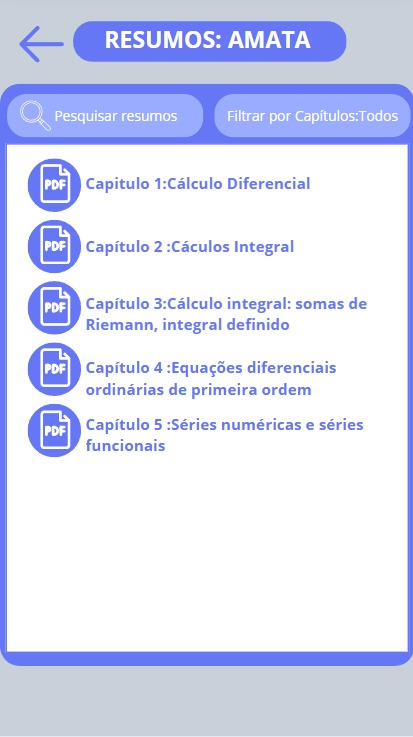 RESUMOS: AMATA
Pesquisar resumos
Filtrar por Capítulos:Todos
PDF
Capitulo 1:Cálculo Diferencial
PDF
Capítulo 2 :Cáculos Integral
PDF
Capítulo 3:Cálculo integral: somas de
Riemann, integral definido
PDF
Capítulo 4 :Equações diferenciais
ordinárias de primeira ordem
PDF
Capítulo 5 :Séries numéricas e séries
funcionais